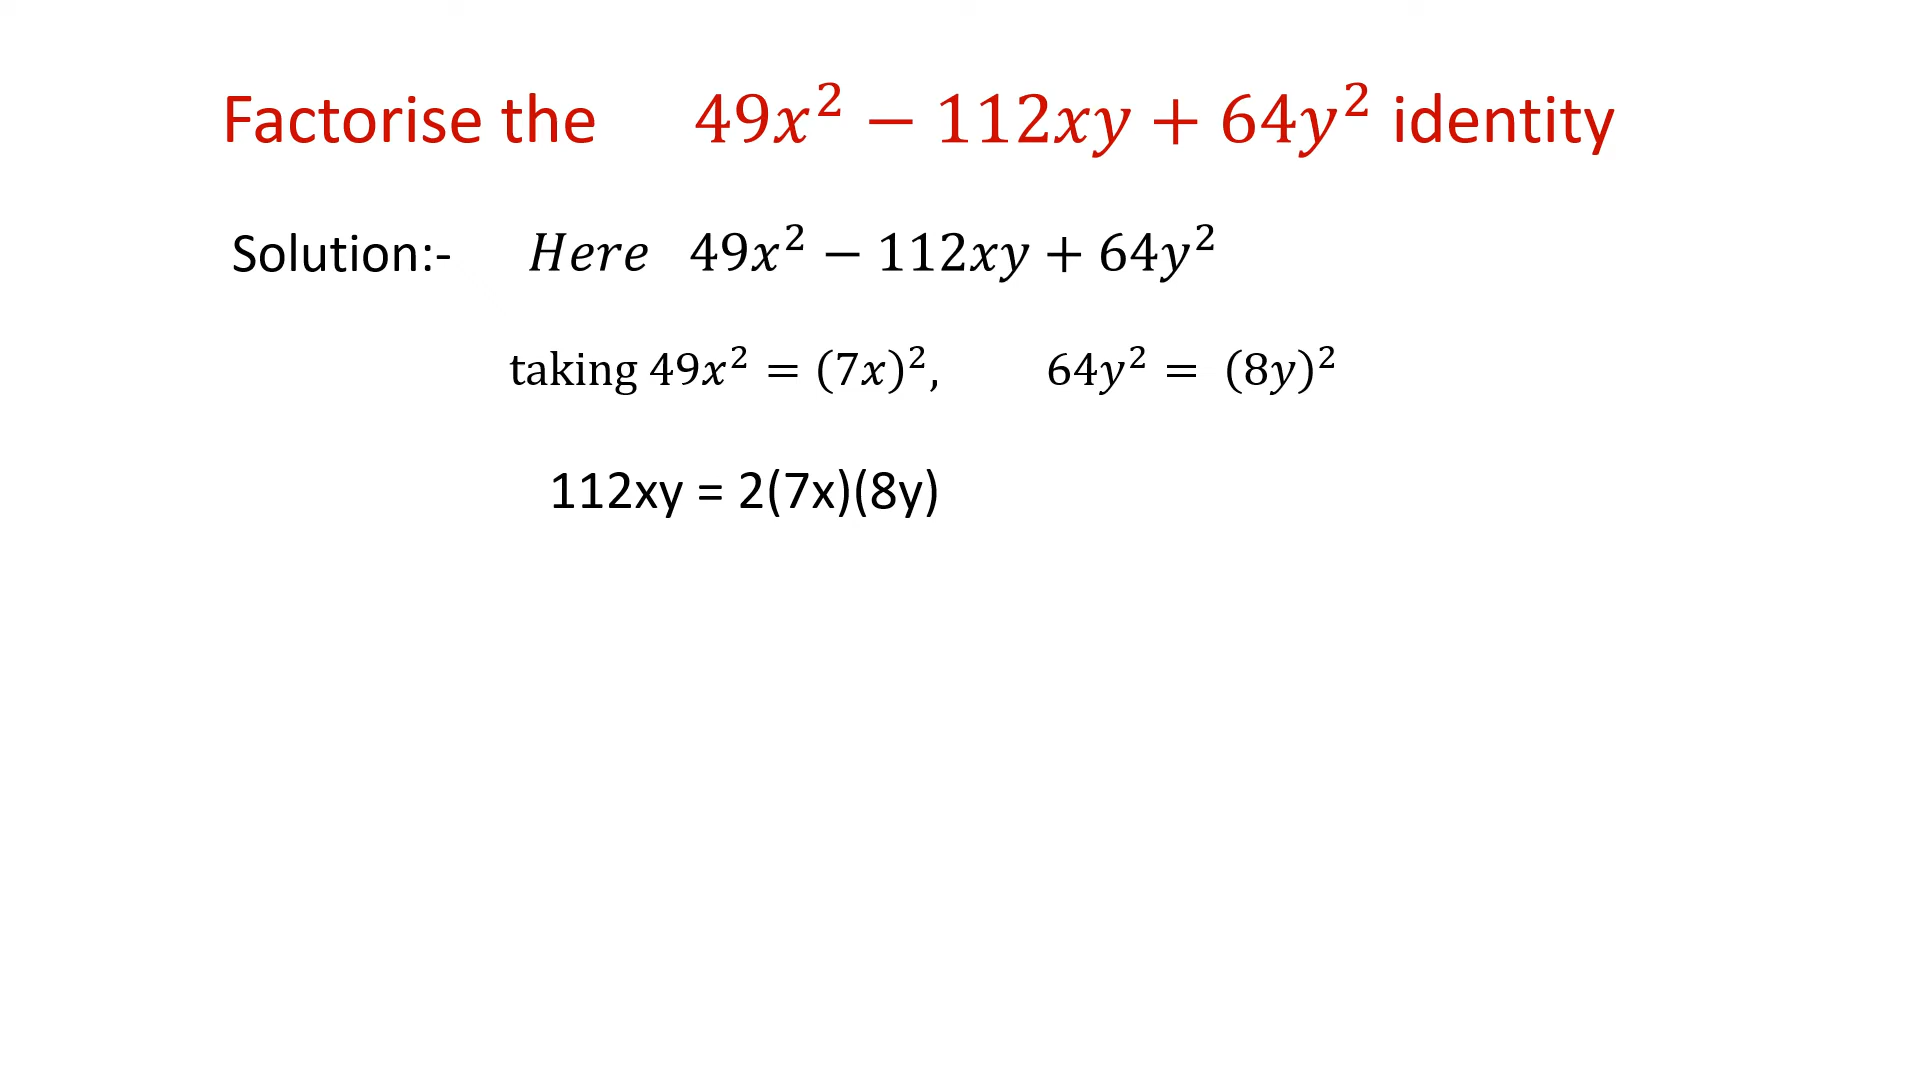 Factorise the 49x² − 112xy + 64y² identity
Solution:- Here 49x² − 112xy + 64y²
taking 49x² = (7x)², 64y² = (8y)²
112xy = 2(7x)(8y)